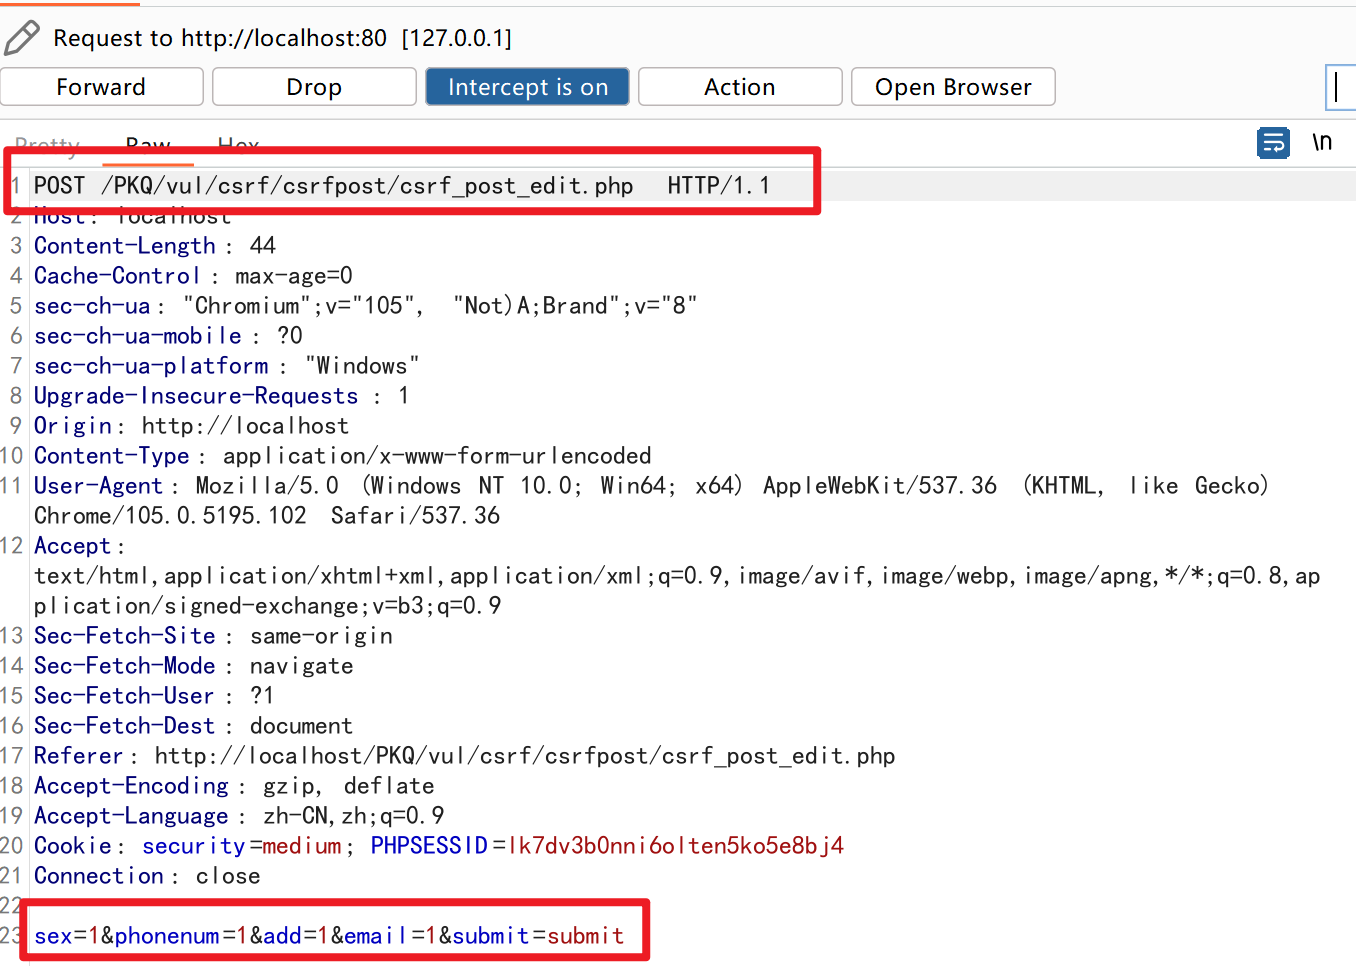 Request to http://localhost:80 [127.0.0.1]
Forward Drop Intercept is on Action Open Browser
Pretty Raw Hex \n
1 POST /PKQ/vul/csrf/csrfpost/csrf_post_edit.php HTTP/1.1
2 Host: localhost
3 Content-Length: 44
4 Cache-Control: max-age=0
5 sec-ch-ua: "Chromium";v="105", "Not)A;Brand";v="8"
6 sec-ch-ua-mobile: ?0
7 sec-ch-ua-platform: "Windows"
8 Upgrade-Insecure-Requests: 1
9 Origin: http://localhost
10 Content-Type: application/x-www-form-urlencoded
11 User-Agent: Mozilla/5.0 (Windows NT 10.0; Win64; x64) AppleWebKit/537.36 (KHTML, like Gecko)
Chrome/105.0.5195.102 Safari/537.36
12 Accept:
text/html,application/xhtml+xml,application/xml;q=0.9,image/avif,image/webp,image/apng,*/*;q=0.8,ap
plication/signed-exchange;v=b3;q=0.9
13 Sec-Fetch-Site: same-origin
14 Sec-Fetch-Mode: navigate
15 Sec-Fetch-User: ?1
16 Sec-Fetch-Dest: document
17 Referer: http://localhost/PKQ/vul/csrf/csrfpost/csrf_post_edit.php
18 Accept-Encoding: gzip, deflate
19 Accept-Language: zh-CN,zh;q=0.9
20 Cookie: security=medium; PHPSESSID=lk7dv3b0nni6olten5ko5e8bj4
21 Connection: close
22
23 sex=1&phonenum=1&add=1&email=1&submit=submit